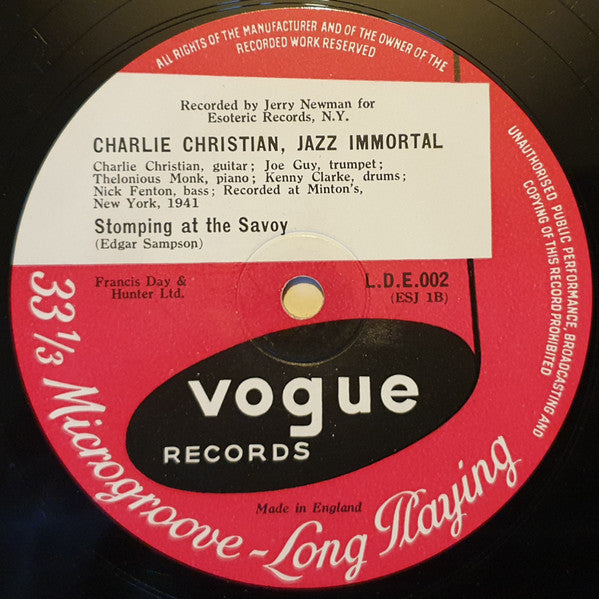 ALL RIGHTS OF THE MANUFACTURER AND OF THE OWNER OF THE
RECORDED WORK RESERVED
Recorded by Jerry Newman for
Esoteric Records, N.Y.
CHARLIE CHRISTIAN, JAZZ IMMORTAL
Charlie Christian, guitar; Joe Guy, trumpet;
Thelonious Monk, piano; Kenny Clarke, drums;
Nick Fenton, bass; Recorded at Minton's,
New York, 1941
Stomping at the Savoy
(Edgar Sampson)
Francis Day &
Hunter Ltd.
L.D.E.002
(ESJ 1B)
UNAUTHORISED PUBLIC PERFORMANCE, BROADCASTING AND
COPYING OF THIS RECORD PROHIBITED
vogue
RECORDS
Made in England
33 1/3 Microgroove - Long Playing